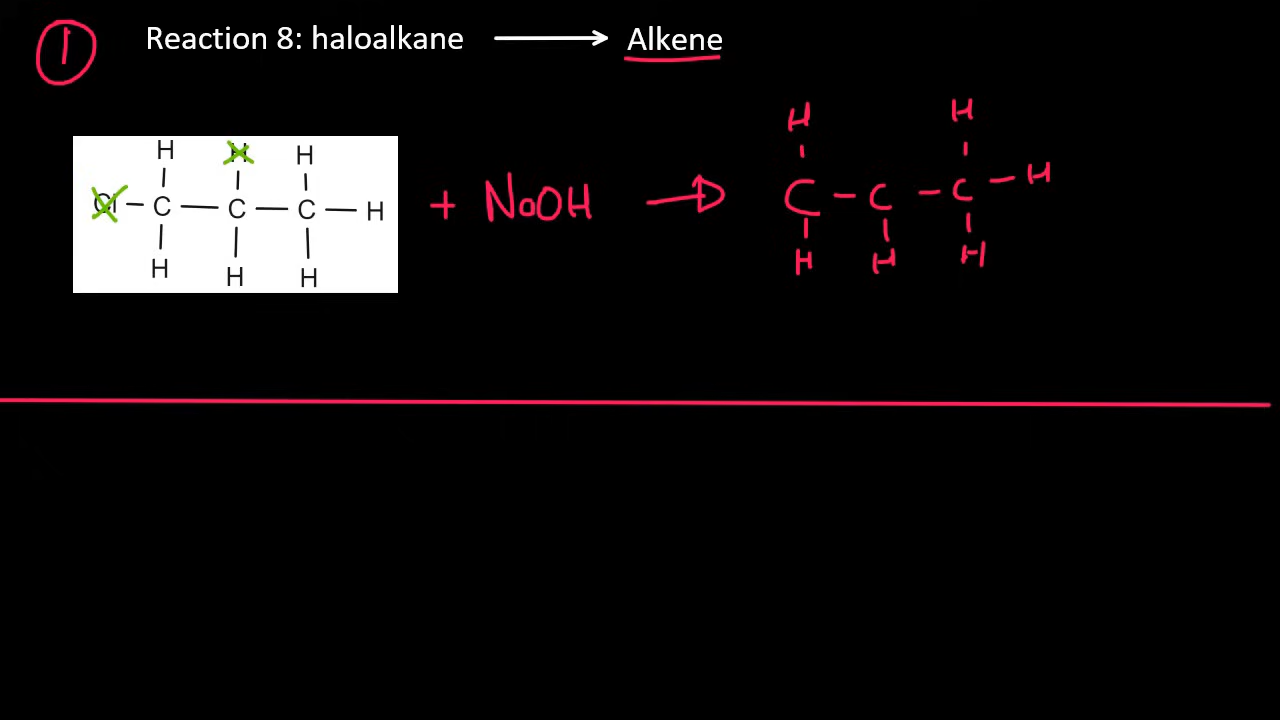 1 Reaction 8: haloalkane ⟶ Alkene
H H H H H
Cl – C — C — C — H + NaOH → C – C – C – H
H H H H H H